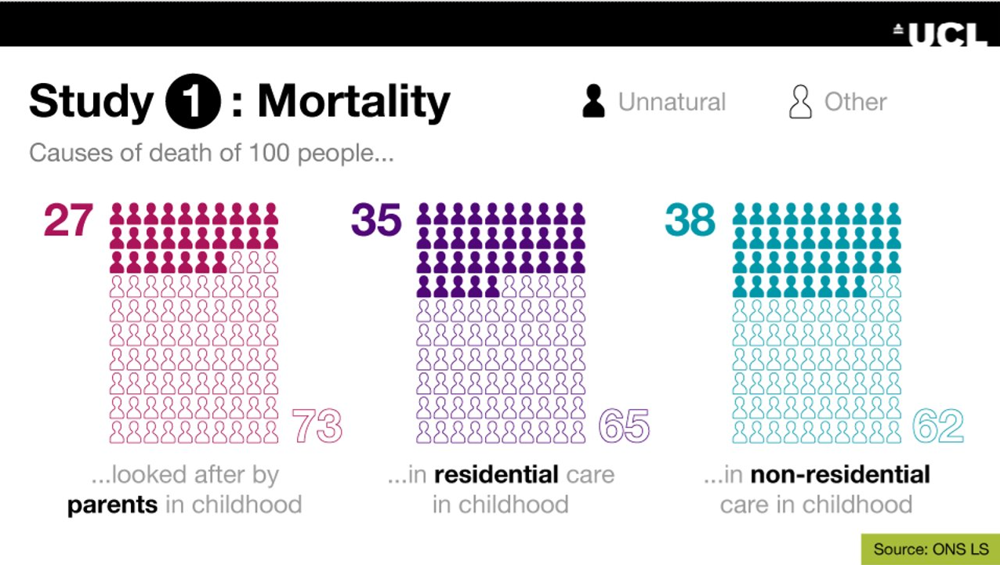 UCL
Study 1 : Mortality
Unnatural
Other
Causes of death of 100 people...
27
73
...looked after by
parents in childhood
35
65
...in residential care
in childhood
38
62
...in non-residential
care in childhood
Source: ONS LS